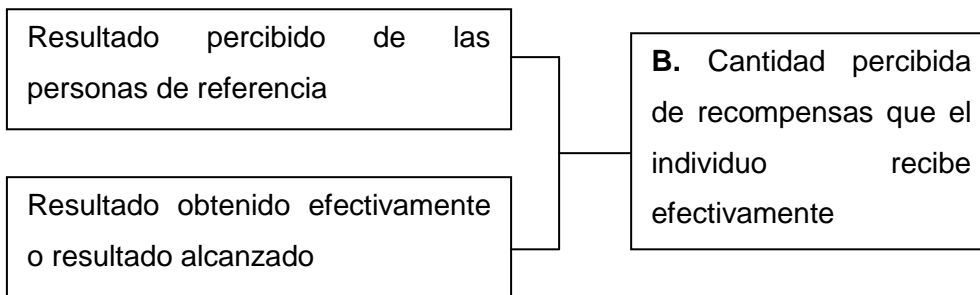 Resultado percibido de las
personas de referencia
Resultado obtenido efectivamente
o resultado alcanzado
B. Cantidad percibida
de recompensas que el
individuo recibe
efectivamente